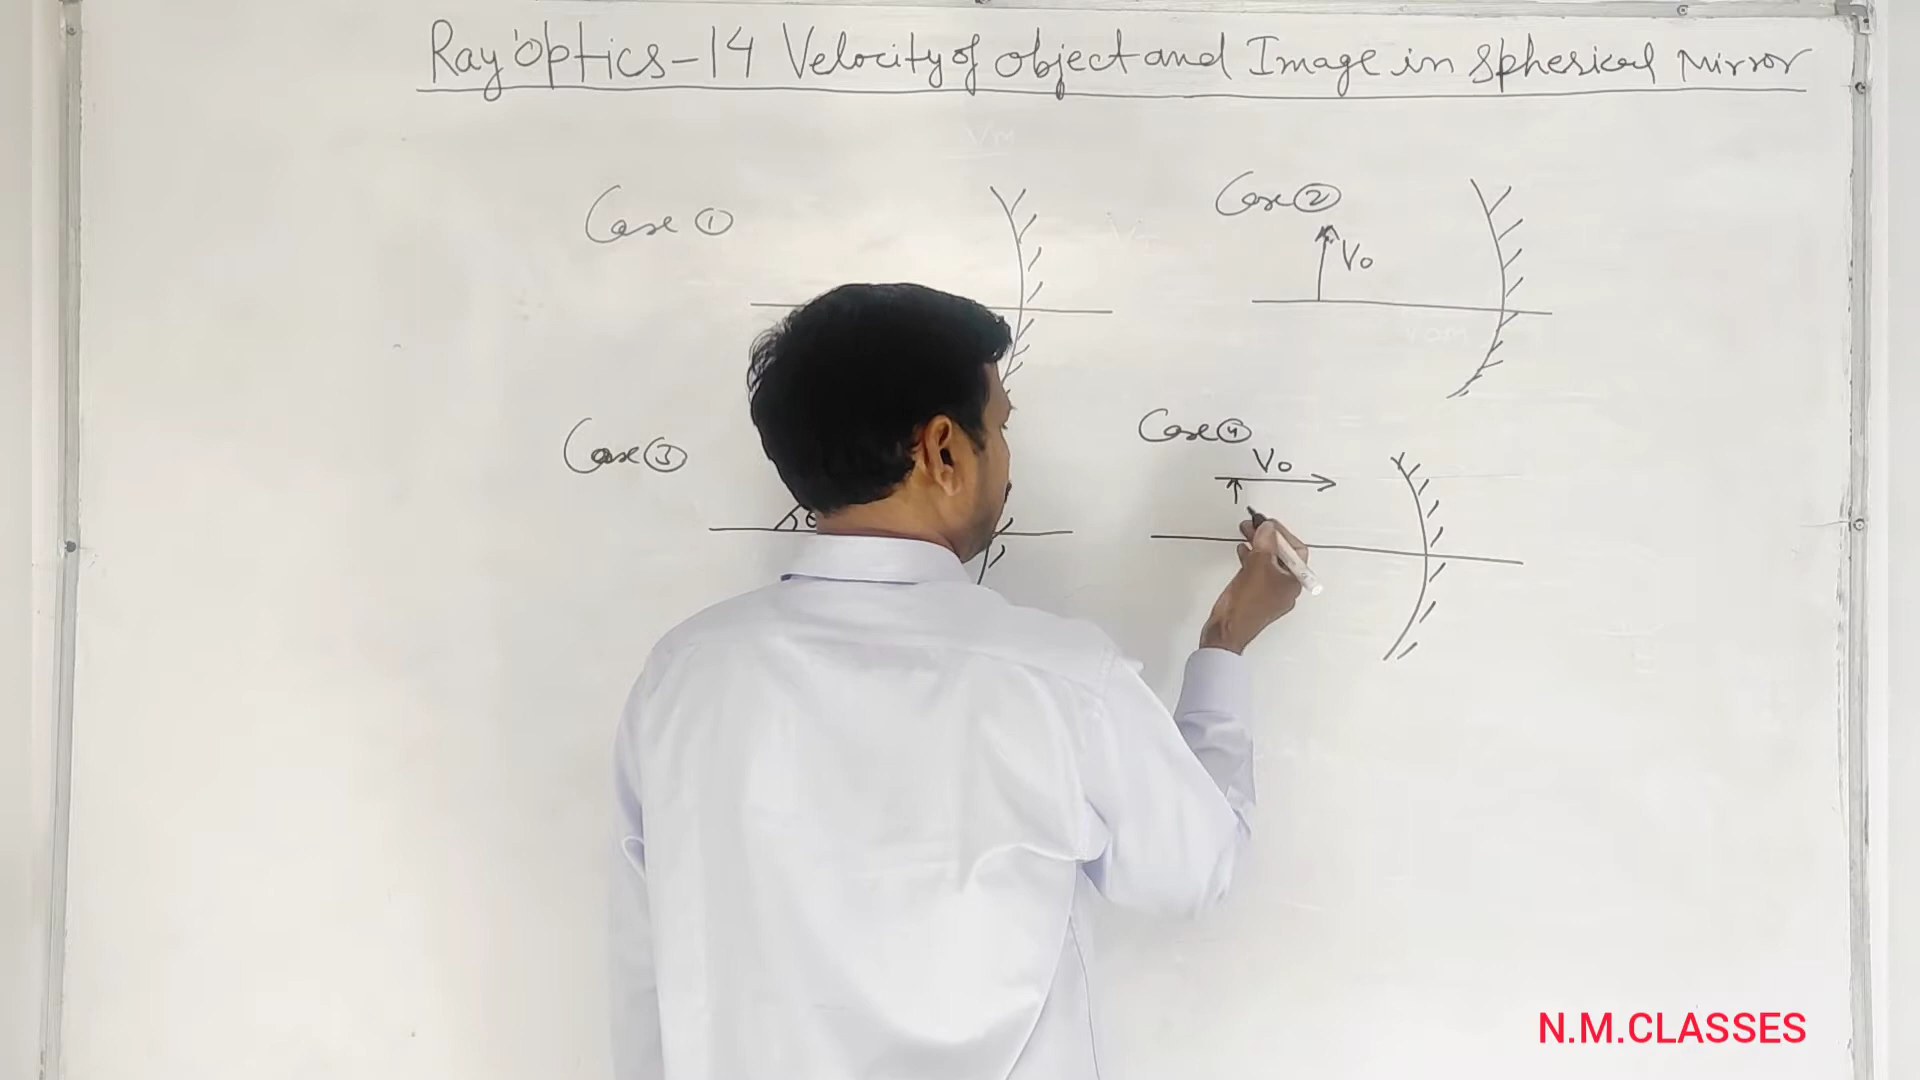 Ray Optics-14 Velocity of object and Image in Spherical Mirror
Case ①
Case ②
Vo
Case ③
θ
Case ④
Vo
N.M.CLASSES